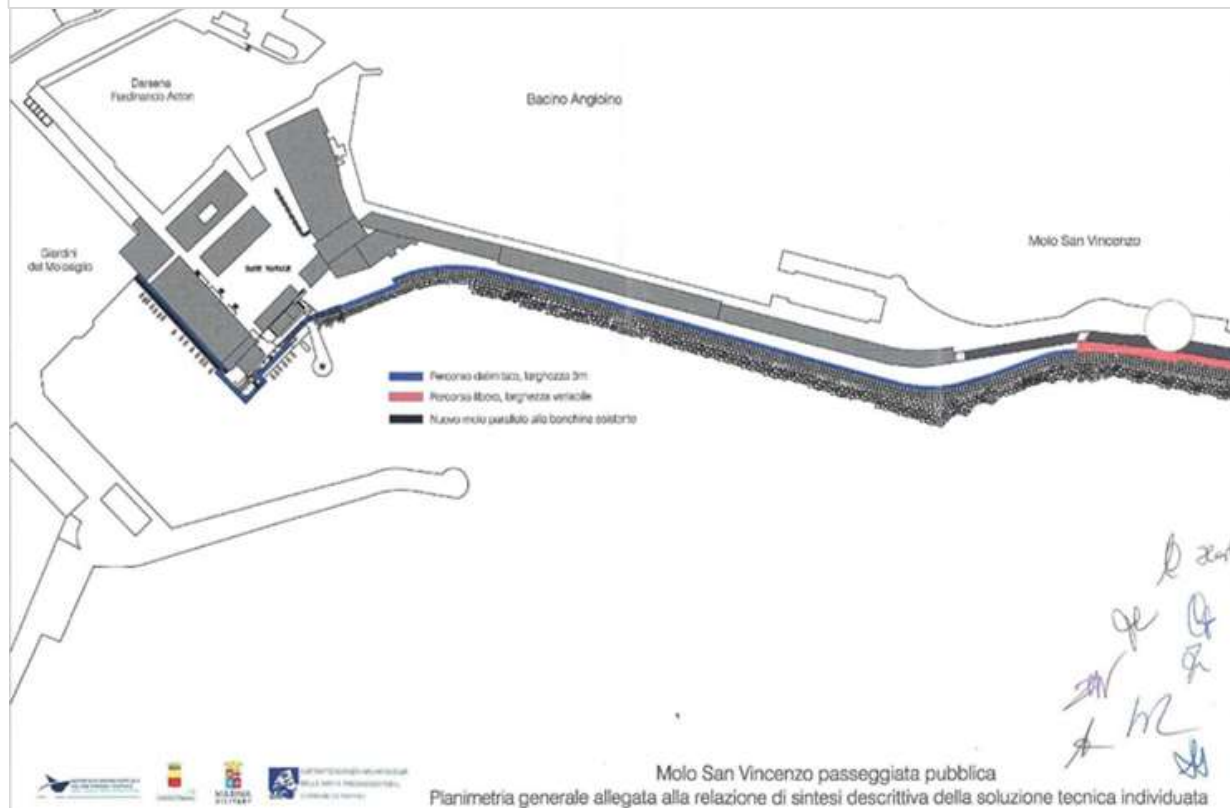 Darsena
Ferdinando Acton
Bacino Angioino
Giardini
del Molosiglio
Molo San Vincenzo
Percorso delimitato, larghezza 3m
Percorso libero, larghezza variabile
Nuovo molo parallelo alla banchina esistente
MARINA
MILITARE
Molo San Vincenzo passeggiata pubblica
Planimetria generale allegata alla relazione di sintesi descrittiva della soluzione tecnica individuata